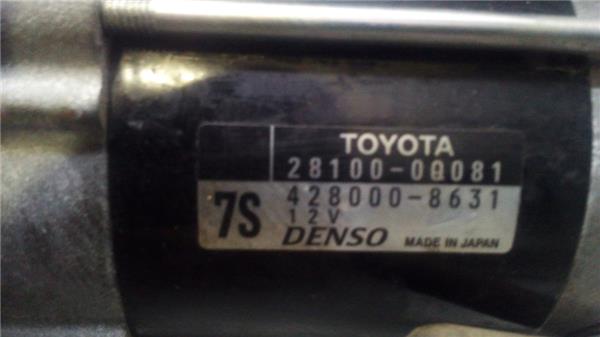 TOYOTA
28100-0Q081
428000-8631
7S
12V
DENSO MADE IN JAPAN